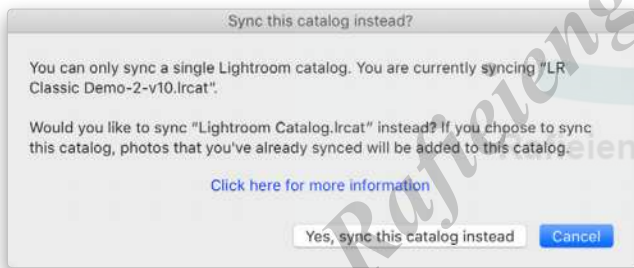 Sync this catalog instead?
You can only sync a single Lightroom catalog. You are currently syncing "LR
Classic Demo-2-v10.lrcat".
Would you like to sync "Lightroom Catalog.lrcat" instead? If you choose to sync
this catalog, photos that you've already synced will be added to this catalog.
Click here for more information
Yes, sync this catalog instead
Cancel